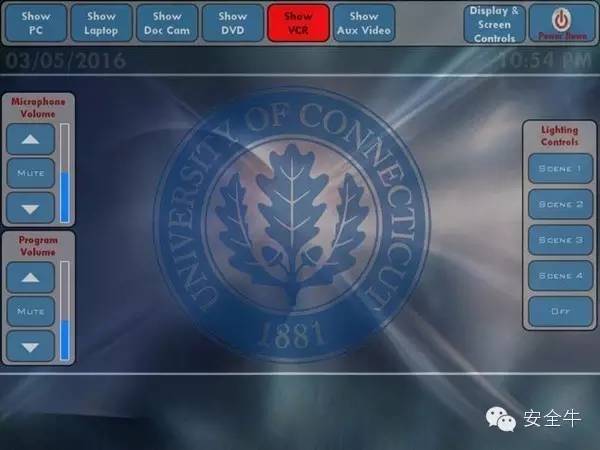 Show
PC
Show
Laptop
Show
Doc Cam
Show
DVD
Show
VCR
Show
Aux Video
Display &
Screen
Controls
Power Down
03/05/2016
10:54 PM
Microphone
Volume
Mute
Program
Volume
Mute
UNIVERSITY OF CONNECTICUT
1881
Lighting
Controls
Scene 1
Scene 2
Scene 3
Scene 4
Off
安全牛